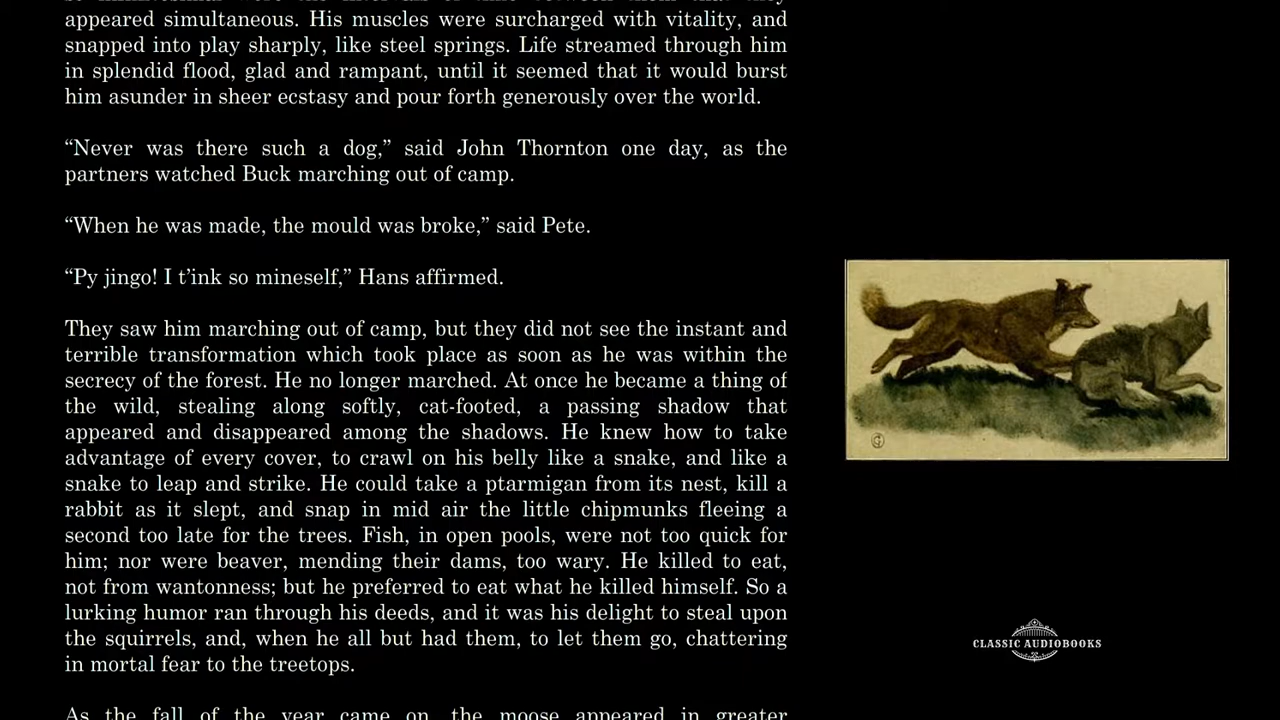 appeared simultaneous. His muscles were surcharged with vitality, and
snapped into play sharply, like steel springs. Life streamed through him
in splendid flood, glad and rampant, until it seemed that it would burst
him asunder in sheer ecstasy and pour forth generously over the world.
“Never was there such a dog,” said John Thornton one day, as the
partners watched Buck marching out of camp.
“When he was made, the mould was broke,” said Pete.
“Py jingo! I t’ink so mineself,” Hans affirmed.
They saw him marching out of camp, but they did not see the instant and
terrible transformation which took place as soon as he was within the
secrecy of the forest. He no longer marched. At once he became a thing of
the wild, stealing along softly, cat-footed, a passing shadow that
appeared and disappeared among the shadows. He knew how to take
advantage of every cover, to crawl on his belly like a snake, and like a
snake to leap and strike. He could take a ptarmigan from its nest, kill a
rabbit as it slept, and snap in mid air the little chipmunks fleeing a
second too late for the trees. Fish, in open pools, were not too quick for
him; nor were beaver, mending their dams, too wary. He killed to eat,
not from wantonness; but he preferred to eat what he killed himself. So a
lurking humor ran through his deeds, and it was his delight to steal upon
the squirrels, and, when he all but had them, to let them go, chattering
in mortal fear to the treetops.
As the fall of the year came on, the moose appeared in greater
CLASSIC AUDIOBOOKS